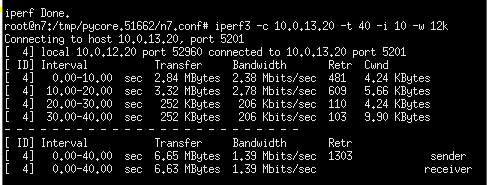 iperf Done.
root@n7:/tmp/pycore.51662/n7.conf# iperf3 -c 10.0.13.20 -t 40 -i 10 -w 12k
Connecting to host 10.0.13.20, port 5201
[  4] local 10.0.12.20 port 52960 connected to 10.0.13.20 port 5201
[ ID] Interval           Transfer     Bandwidth       Retr  Cwnd
[  4]   0.00-10.00  sec  2.84 MBytes  2.38 Mbits/sec  481   4.24 KBytes
[  4]  10.00-20.00  sec  3.32 MBytes  2.78 Mbits/sec  609   5.66 KBytes
[  4]  20.00-30.00  sec   252 KBytes   206 Kbits/sec  110   4.24 KBytes
[  4]  30.00-40.00  sec   252 KBytes   206 Kbits/sec  103   9.90 KBytes
- - - - - - - - - - - - - - - - - - - - - - - - -
[ ID] Interval           Transfer     Bandwidth       Retr
[  4]   0.00-40.00  sec  6.65 MBytes  1.39 Mbits/sec  1303             sender
[  4]   0.00-40.00  sec  6.63 MBytes  1.39 Mbits/sec                  receiver